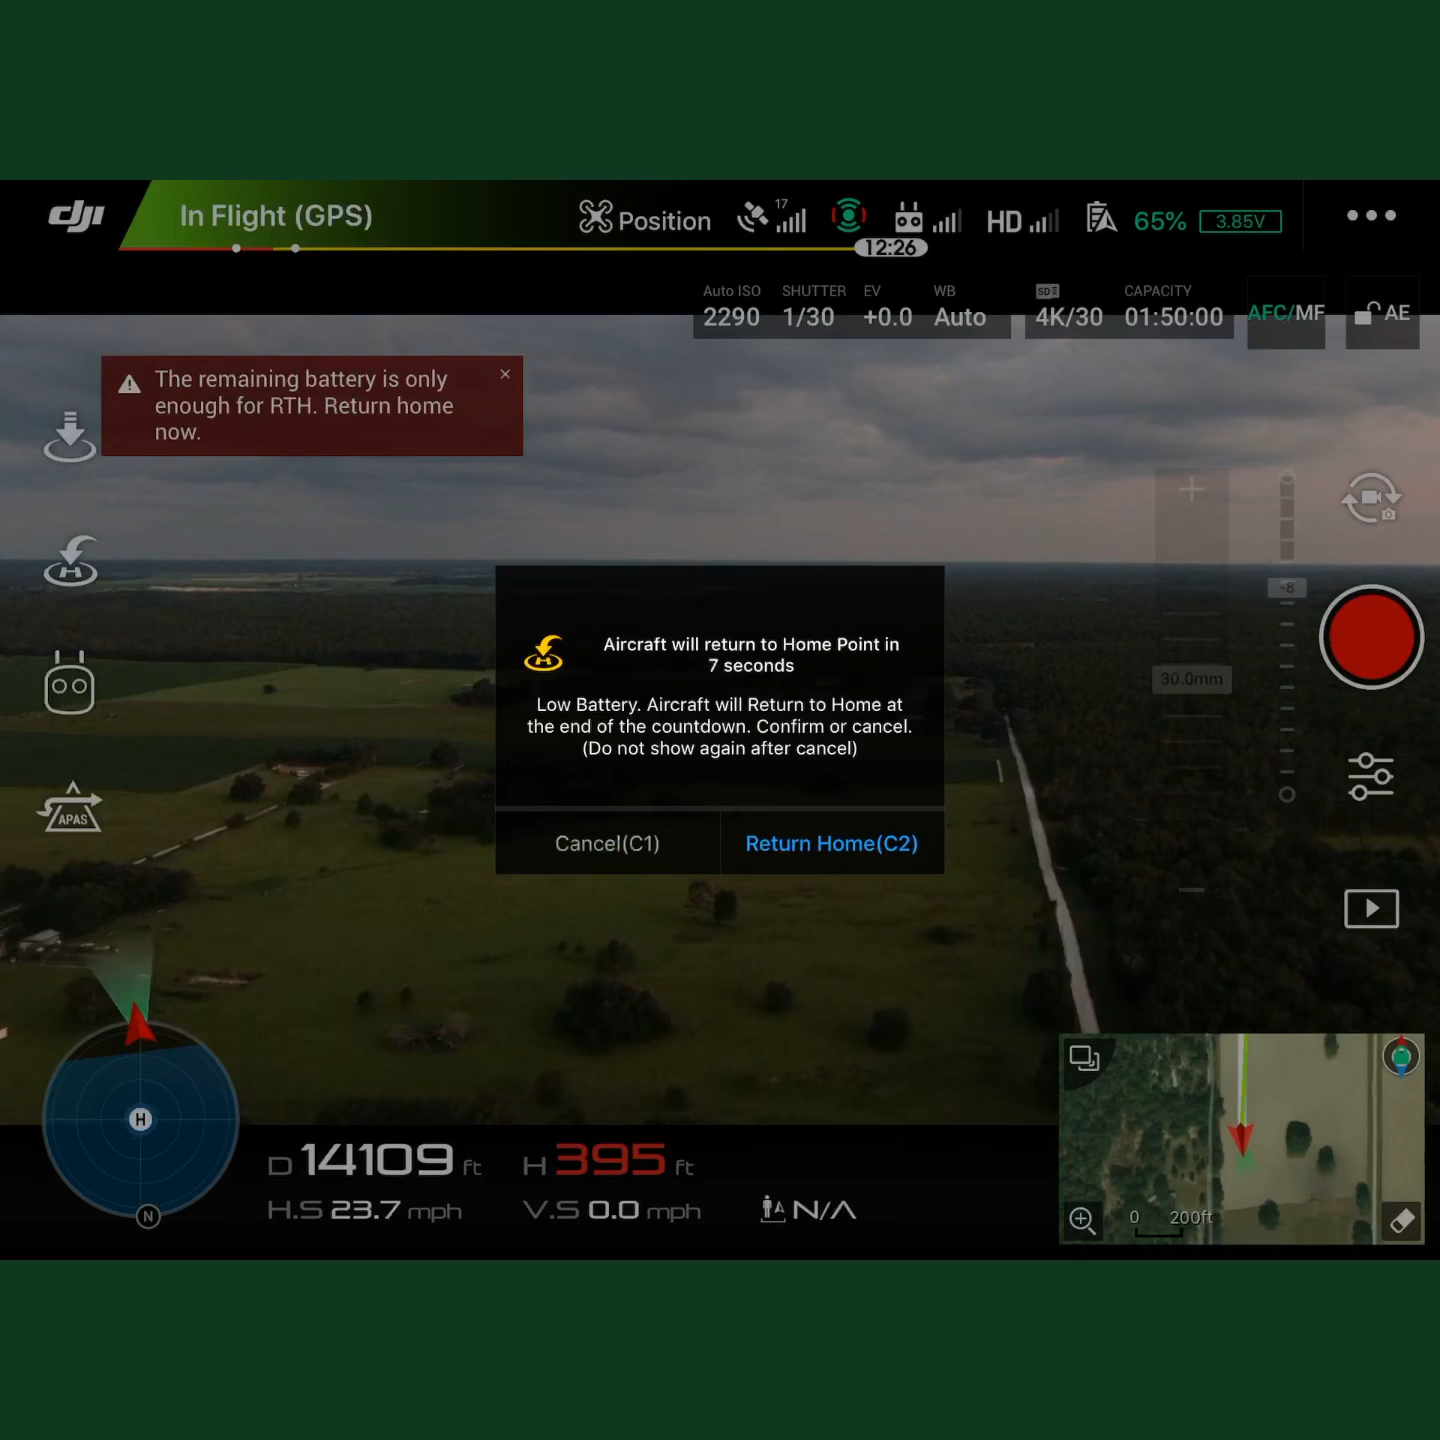 dji
In Flight (GPS)
Position
17
HD
65%
3.85V
12:26
Auto ISO SHUTTER EV WB SD CAPACITY
2290 1/30 +0.0 Auto 4K/30 01:50:00
AFC/MF
AE
The remaining battery is only
enough for RTH. Return home
now.
-8
30.0mm
APAS
Aircraft will return to Home Point in
7 seconds
Low Battery. Aircraft will Return to Home at
the end of the countdown. Confirm or cancel.
(Do not show again after cancel)
Cancel(C1)
Return Home(C2)
H
N
D 14109 ft
H 395 ft
H.S 23.7 mph
V.S 0.0 mph
N/A
0 200ft